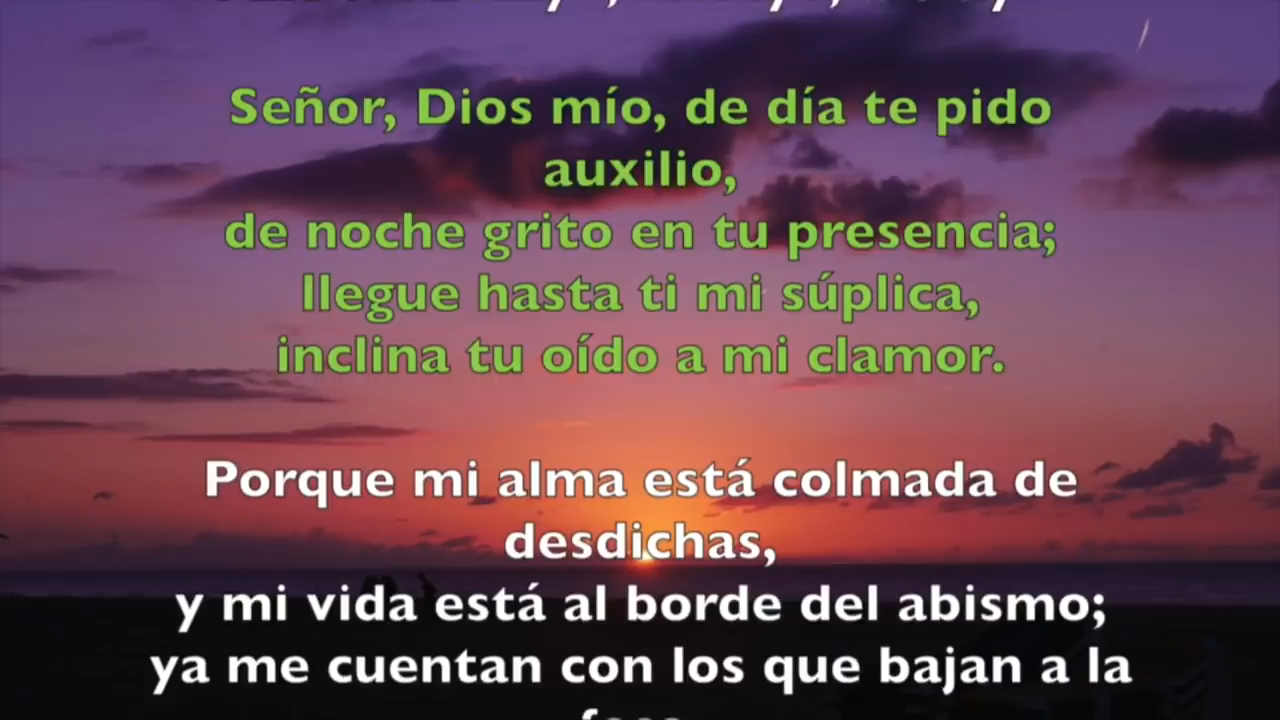 Señor, Dios mío, de día te pido
auxilio,
de noche grito en tu presencia;
llegue hasta ti mi súplica,
inclina tu oído a mi clamor.
Porque mi alma está colmada de
desdichas,
y mi vida está al borde del abismo;
ya me cuentan con los que bajan a la